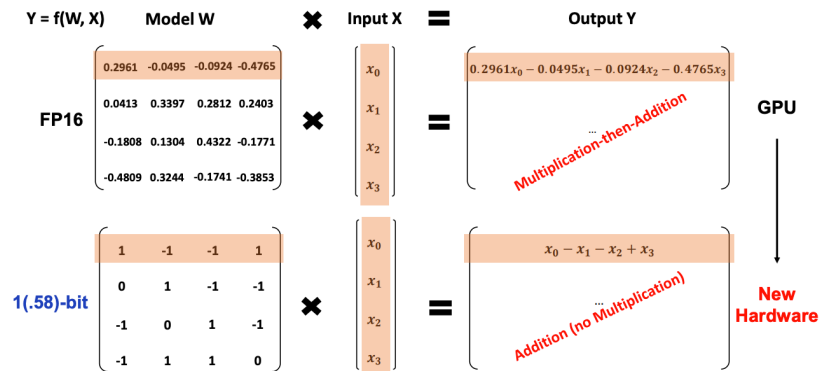 Y = f(W, X) Model W ✖ Input X = Output Y
FP16
0.2961 -0.0495 -0.0924 -0.4765
0.0413 0.3397 0.2812 0.2403
-0.1808 0.1304 0.4322 -0.1771
-0.4809 0.3244 -0.1741 -0.3853
✖
x₀
x₁
x₂
x₃
=
0.2961x₀ − 0.0495x₁ − 0.0924x₂ − 0.4765x₃
...
Multiplication-then-Addition
GPU
1(.58)-bit
1 -1 -1 1
0 1 -1 -1
-1 0 1 -1
-1 1 1 0
✖
x₀
x₁
x₂
x₃
=
x₀ − x₁ − x₂ + x₃
...
Addition (no Multiplication)
New
Hardware